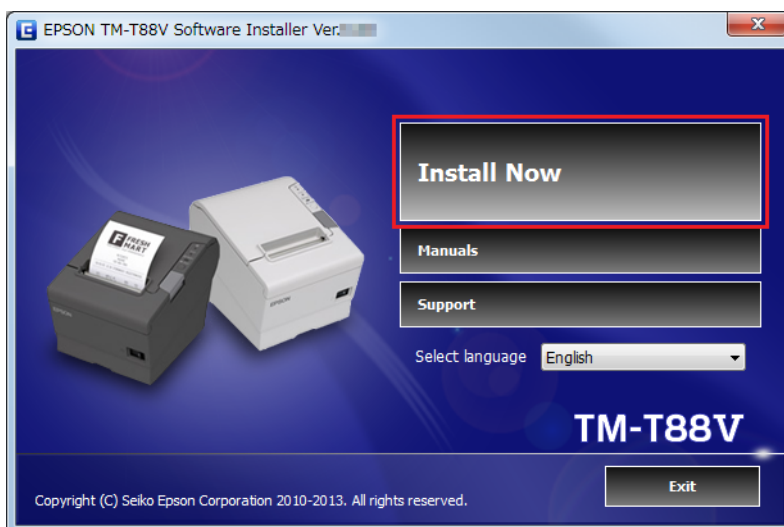 EPSON TM-T88V Software Installer Ver.
Install Now
FRESH
MART
EPSON
EPSON
Manuals
Support
Select language English
TM-T88V
Copyright (C) Seiko Epson Corporation 2010-2013. All rights reserved.
Exit